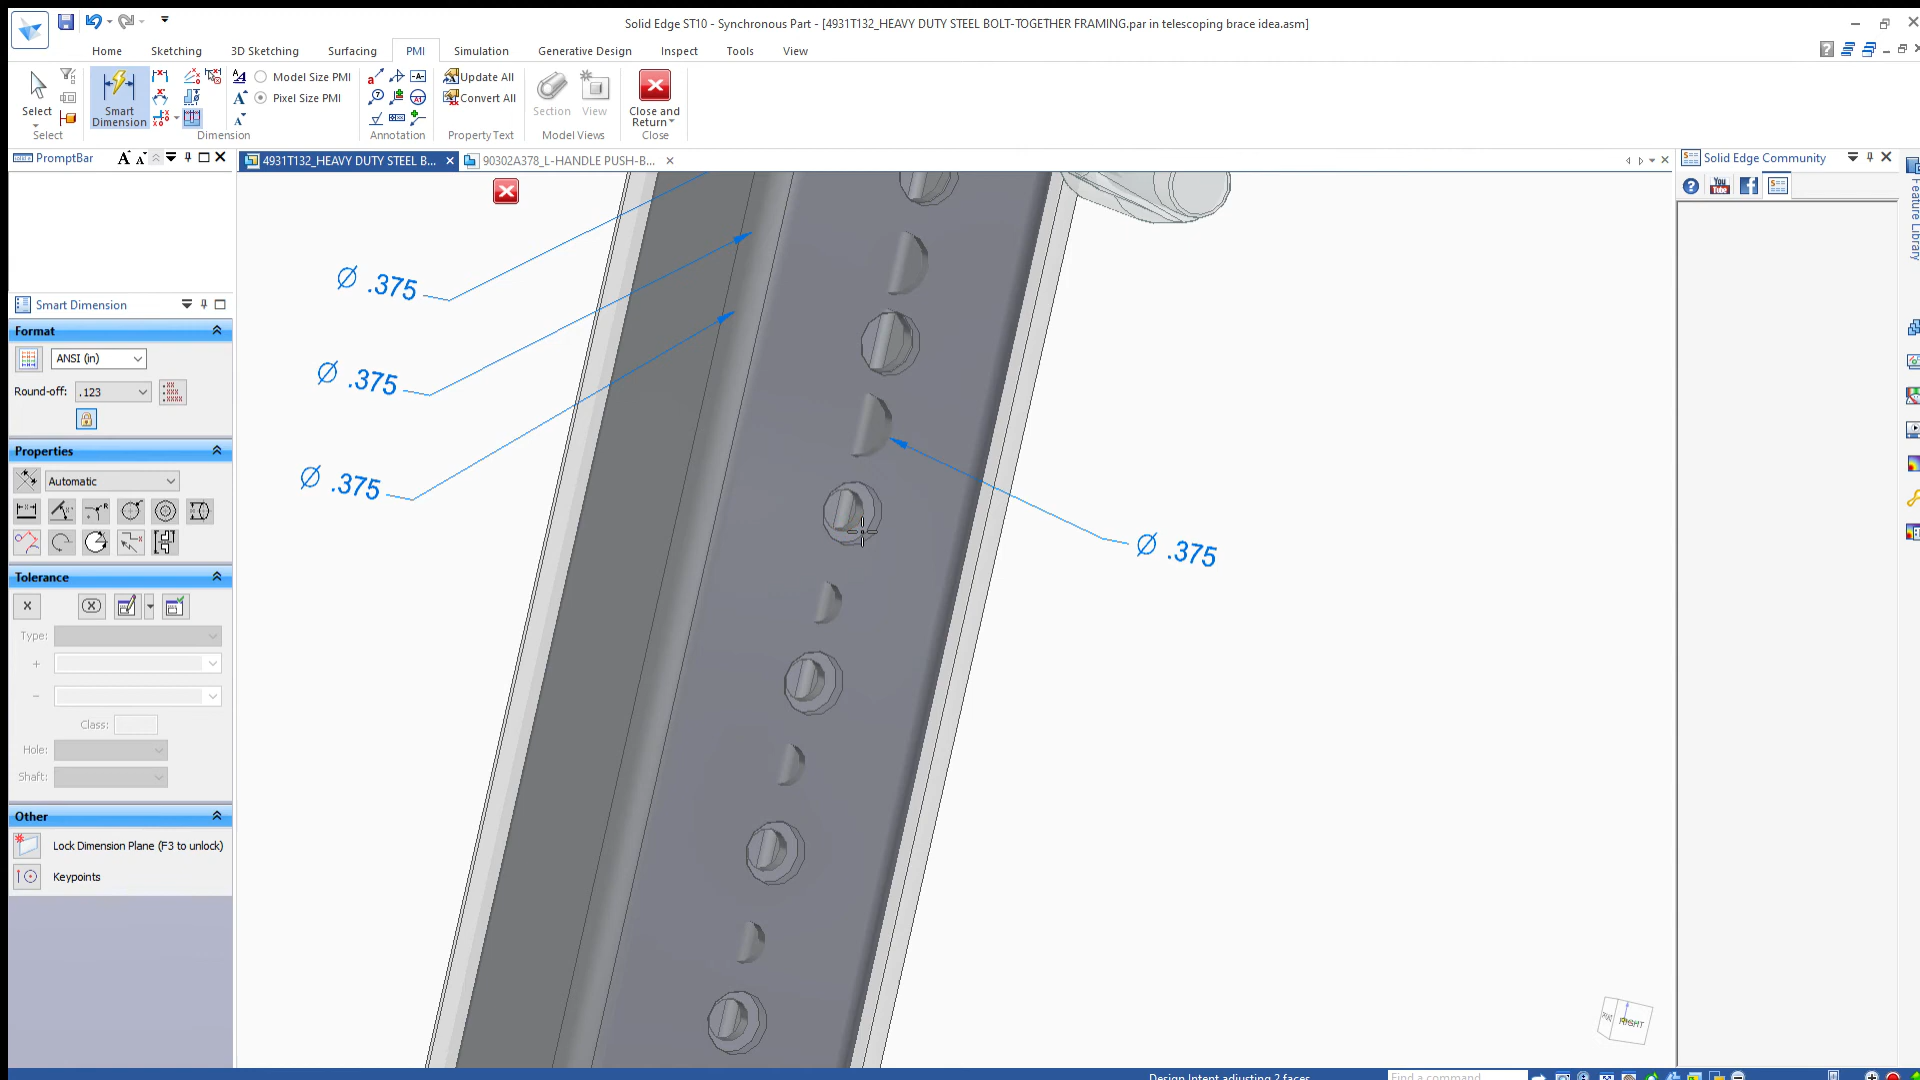 Solid Edge ST10 - Synchronous Part - [4931T132_HEAVY DUTY STEEL BOLT-TOGETHER FRAMING.par in telescoping brace idea.asm]
Home Sketching 3D Sketching Surfacing PMI Simulation Generative Design Inspect Tools View
Select
Select
Smart
Dimension
Dimension
Model Size PMI
Pixel Size PMI
Annotation
Update All
Convert All
Property Text
Section View
Model Views
Close and
Return
Close
PromptBar
4931T132_HEAVY DUTY STEEL B...
90302A378_L-HANDLE PUSH-B...
Solid Edge Community
Feature Library
Smart Dimension
Format
ANSI (in)
Round-off: .123
Properties
Automatic
Tolerance
Type:
+
-
Class:
Hole:
Shaft:
Other
Lock Dimension Plane (F3 to unlock)
Keypoints
Ø .375
Ø .375
Ø .375
Ø .375
RIGHT
Design Intent adjusting 2 faces
Find a command